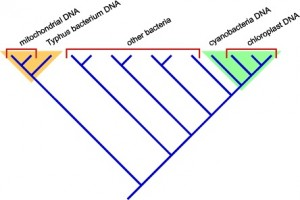 mitochondrial DNA
Typhus bacterium DNA
other bacteria
cyanobacteria DNA
chloroplast DNA